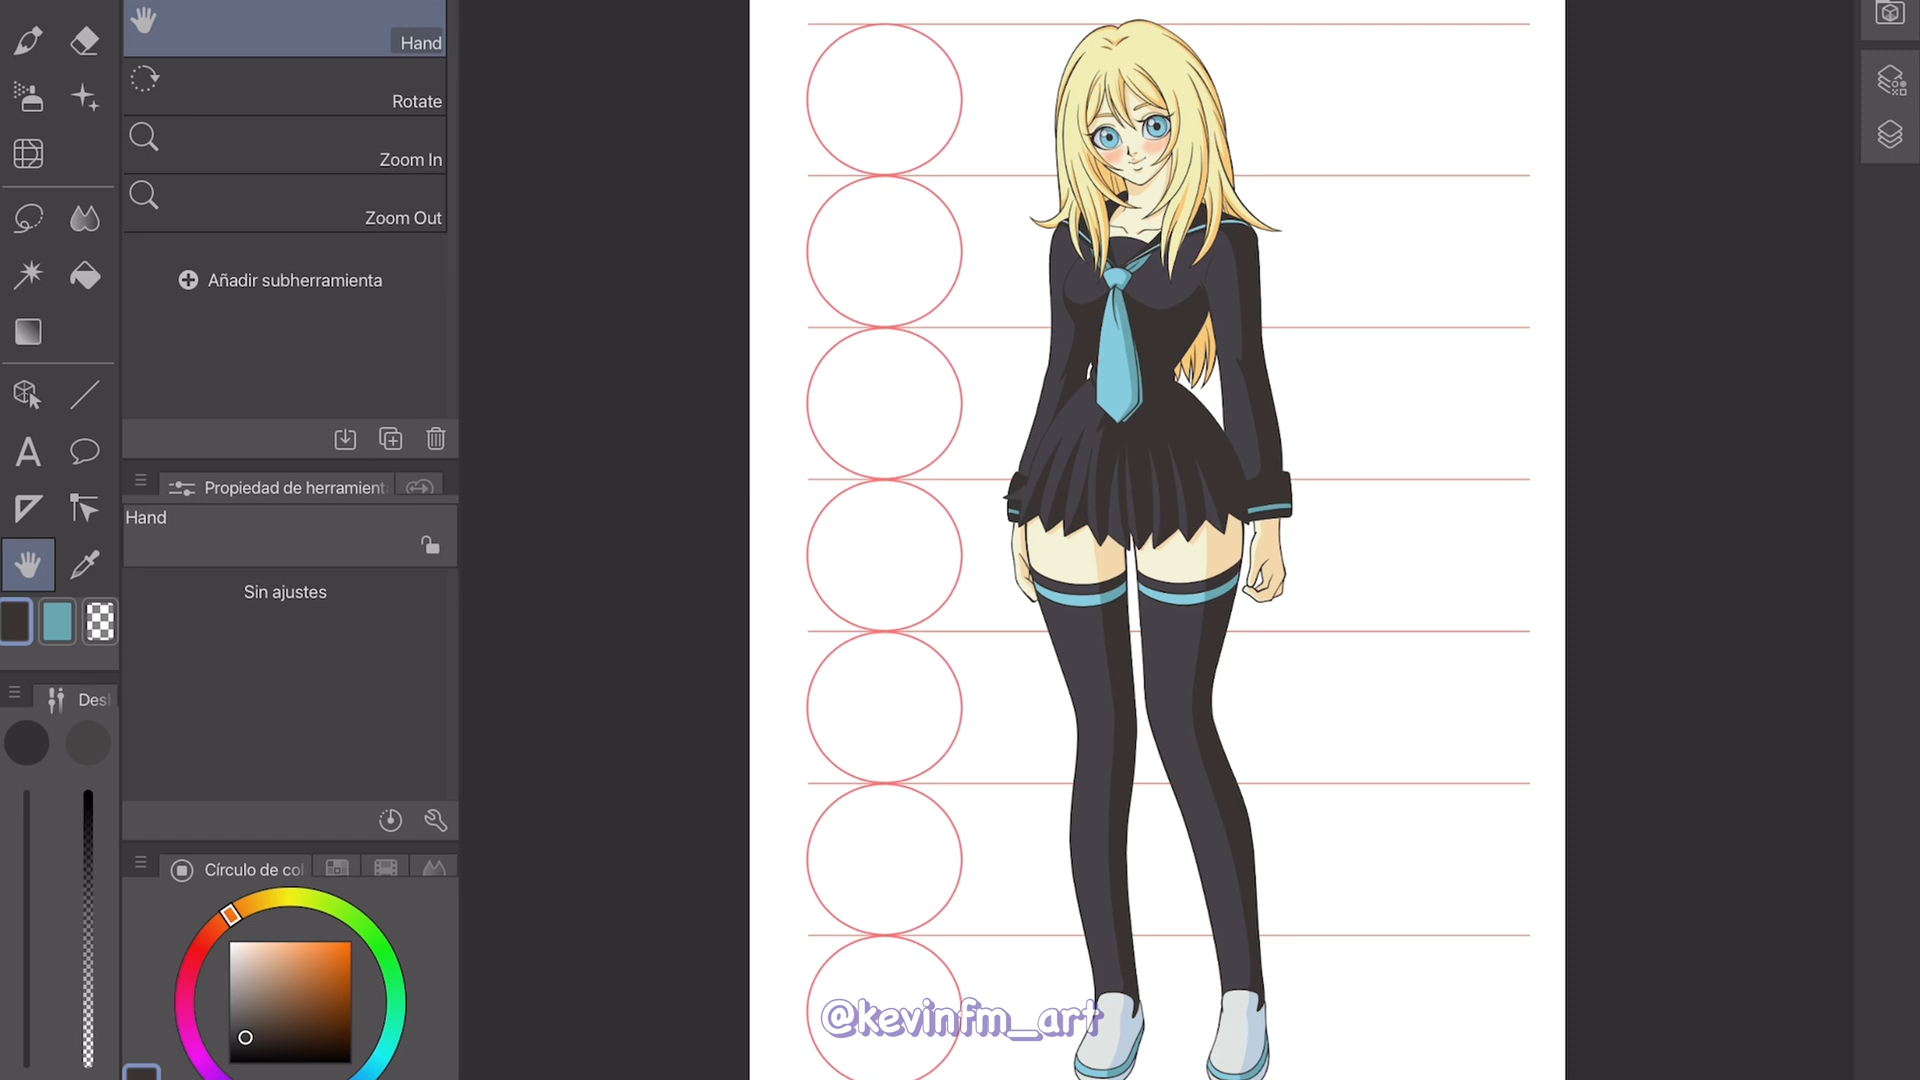 Hand
Rotate
Zoom In
Zoom Out
Añadir subherramienta
Propiedad de herramient
Hand
Sin ajustes
Desl
Círculo de col
@kevinfm_art